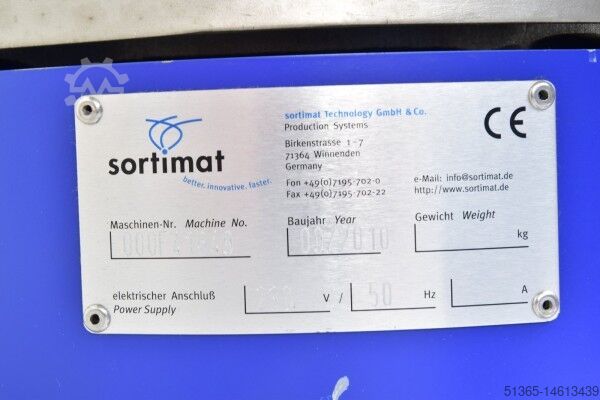 sortimat
better. innovative. faster.
sortimat Technology GmbH & Co.
Production Systems
Birkenstrasse 1 - 7
71364 Winnenden
Germany
Fon +49(0)7195-702-0
Fax +49(0)7195-702-22
CE
e-Mail: info@sortimat.de
http://www.sortimat.de
Maschinen-Nr. Machine No.
Baujahr Year
05/2010
Gewicht Weight
kg
elektrischer Anschluß
Power Supply
V / 50 Hz
A
51365-14613439